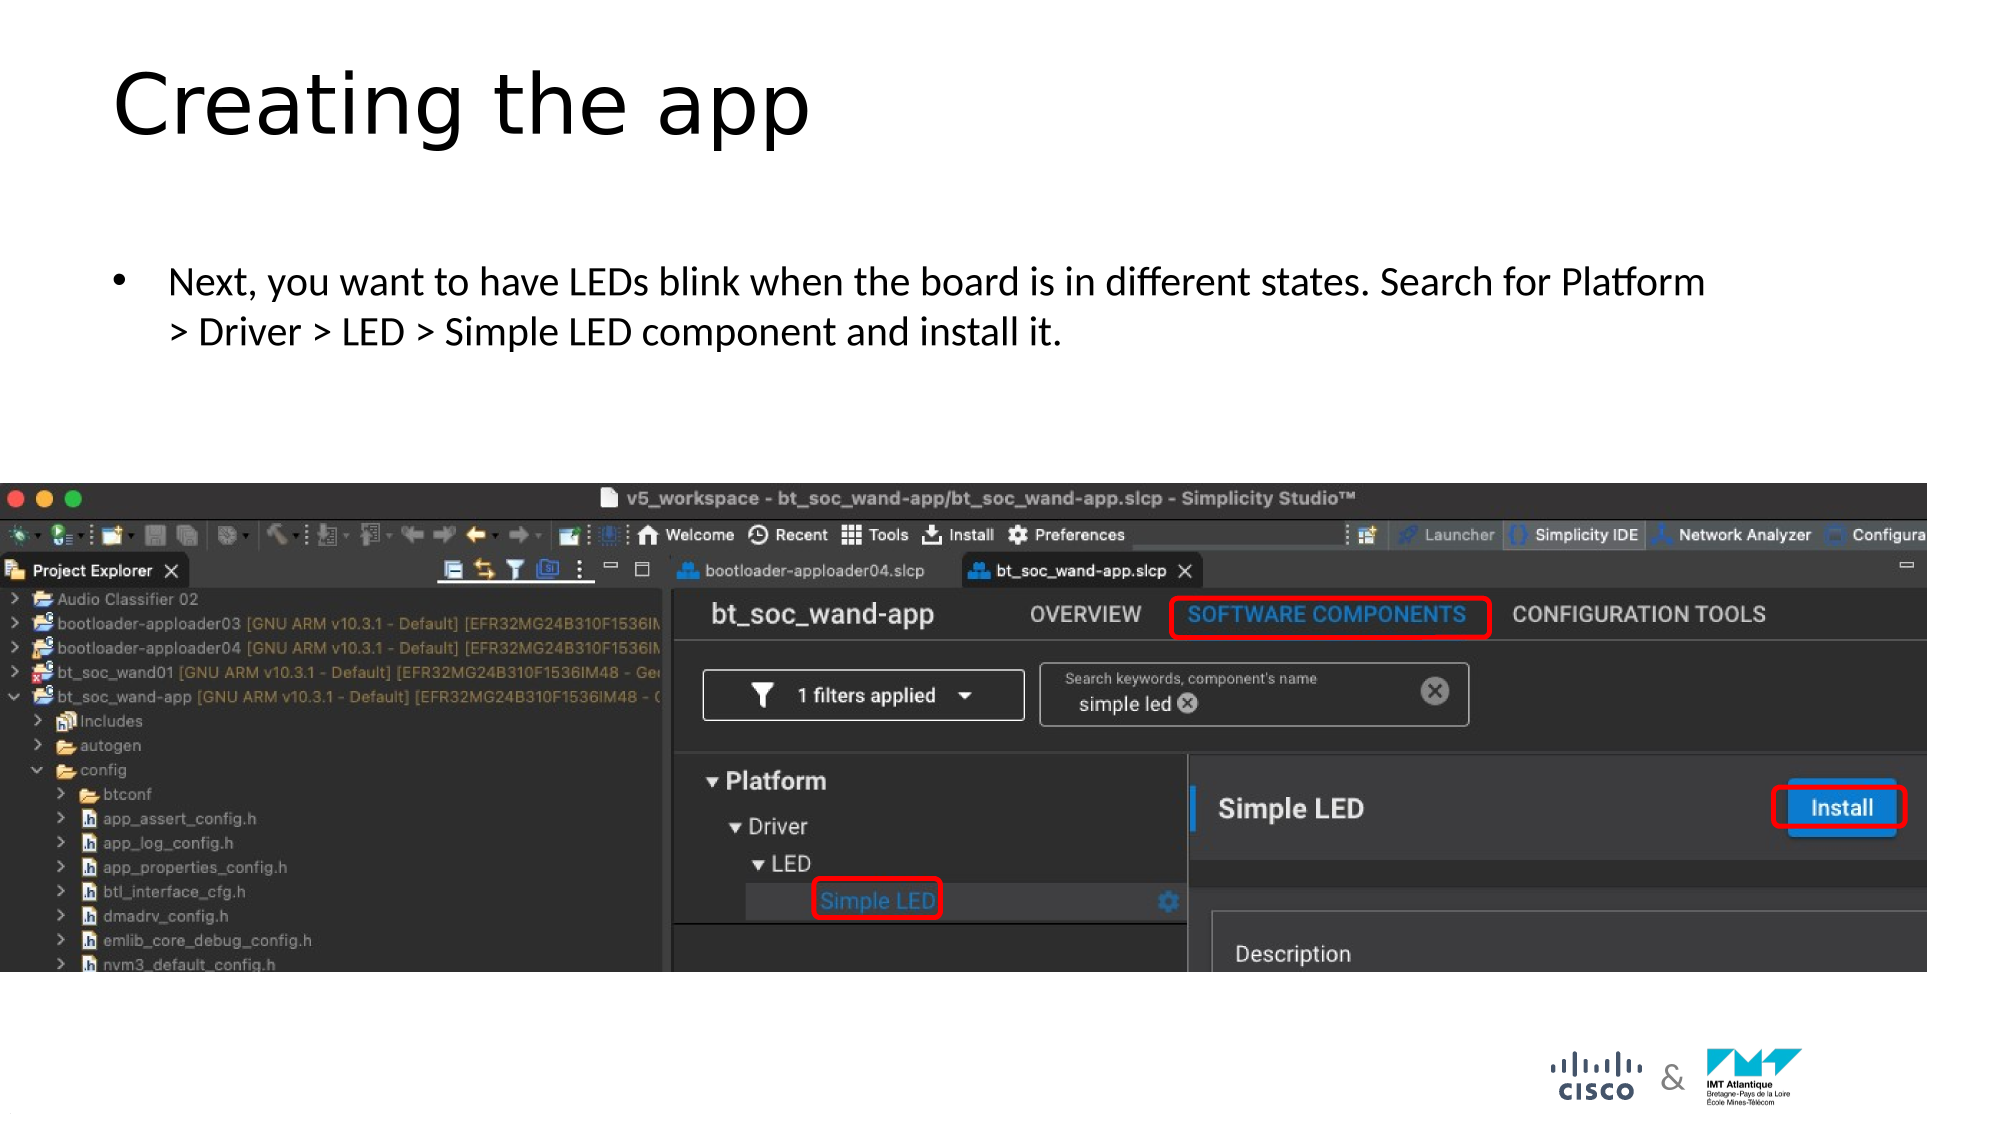 Creating the app
• Next, you want to have LEDs blink when the board is in different states. Search for Platform
> Driver > LED > Simple LED component and install it.
v5_workspace - bt_soc_wand-app/bt_soc_wand-app.slcp - Simplicity Studio™
Welcome Recent Tools Install Preferences Launcher Simplicity IDE Network Analyzer Configura
Project Explorer bootloader-apploader04.slcp bt_soc_wand-app.slcp
Audio Classifier 02
bootloader-apploader03 [GNU ARM v10.3.1 - Default] [EFR32MG24B310F1536IM
bootloader-apploader04 [GNU ARM v10.3.1 - Default] [EFR32MG24B310F1536IM
bt_soc_wand01 [GNU ARM v10.3.1 - Default] [EFR32MG24B310F1536IM48 - Ge
bt_soc_wand-app [GNU ARM v10.3.1 - Default] [EFR32MG24B310F1536IM48 -
Includes
autogen
config
btconf
app_assert_config.h
app_log_config.h
app_properties_config.h
btl_interface_cfg.h
dmadrv_config.h
emlib_core_debug_config.h
nvm3_default_config.h
bt_soc_wand-app OVERVIEW SOFTWARE COMPONENTS CONFIGURATION TOOLS
1 filters applied
Search keywords, component's name
simple led
Platform
Driver
LED
Simple LED
Simple LED Install
Description
CISCO & IMT Atlantique
Bretagne-Pays de la Loire
École Mines-Télécom